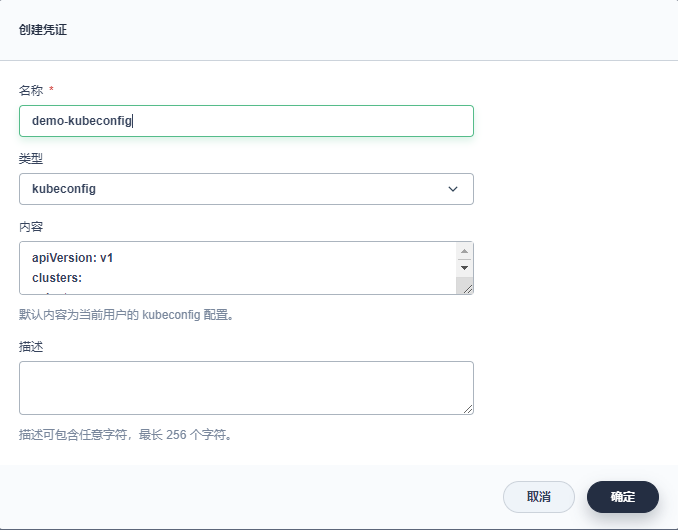 创建凭证
名称 *
demo-kubeconfig
类型
kubeconfig
内容
apiVersion: v1
clusters:
默认内容为当前用户的 kubeconfig 配置。
描述
描述可包含任意字符，最长 256 个字符。
取消
确定